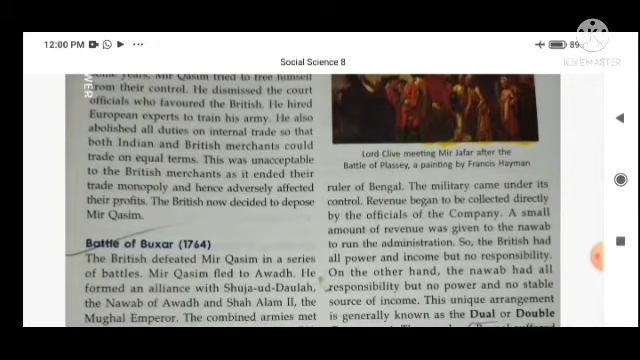 12:00 PM
89
KINEMASTER
Social Science 8
WER
years, Mir Qasim tried to free himself
from their control. He dismissed the court
officials who favoured the British. He hired
European experts to train his army. He also
abolished all duties on internal trade so that
both Indian and British merchants could
trade on equal terms. This was unacceptable
to the British merchants as it ended their
trade monopoly and hence adversely affected
their profits. The British now decided to depose
Mir Qasim.
Battle of Buxar (1764)
The British defeated Mir Qasim in a series
of battles. Mir Qasim fled to Awadh. He
formed an alliance with Shuja-ud-Daulah,
the Nawab of Awadh and Shah Alam II, the
Mughal Emperor. The combined armies met
Lord Clive meeting Mir Jafar after the
Battle of Plassey, a painting by Francis Hayman
ruler of Bengal. The military came under its
control. Revenue began to be collected directly
by the officials of the Company. A small
amount of revenue was given to the nawab
to run the administration. So, the British had
all power and income but no responsibility.
On the other hand, the nawab had all
responsibility but no power and no stable
source of income. This unique arrangement
is generally known as the Dual or Double